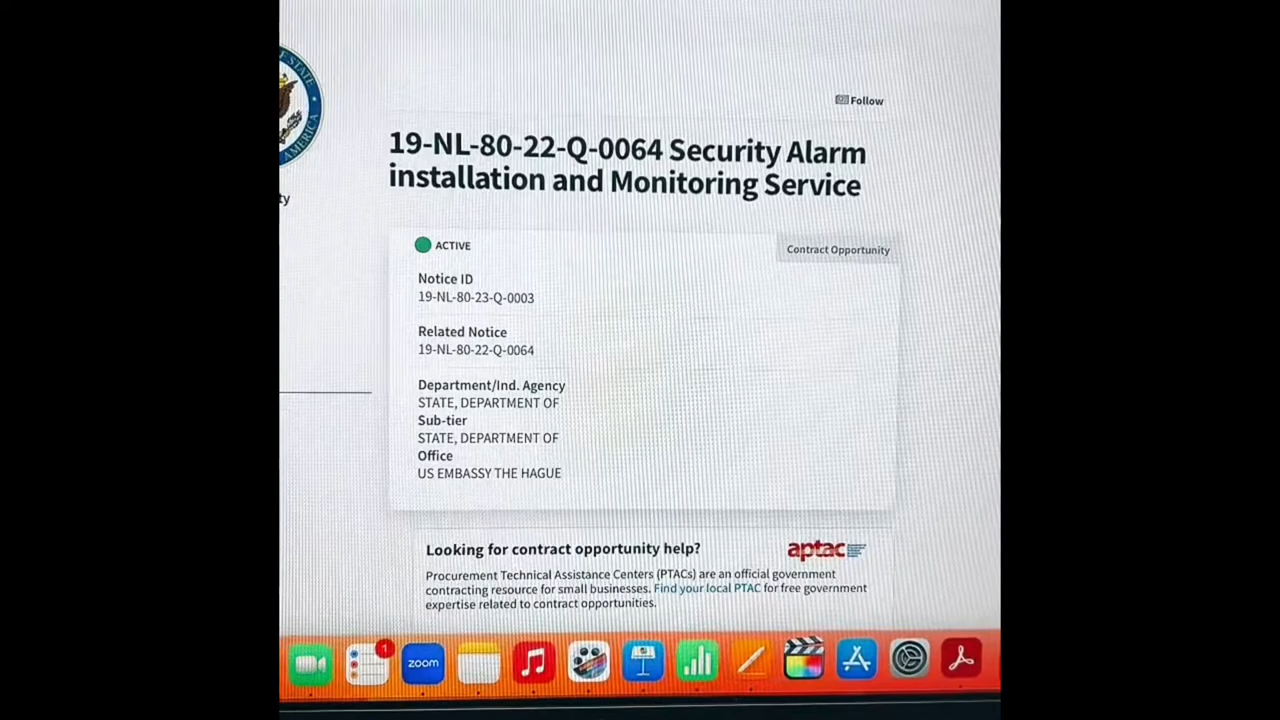 E STATE
AMERICA
ty
Follow
19-NL-80-22-Q-0064 Security Alarm
installation and Monitoring Service
ACTIVE
Contract Opportunity
Notice ID
19-NL-80-23-Q-0003
Related Notice
19-NL-80-22-Q-0064
Department/Ind. Agency
STATE, DEPARTMENT OF
Sub-tier
STATE, DEPARTMENT OF
Office
US EMBASSY THE HAGUE
Looking for contract opportunity help?
aptac
Procurement Technical Assistance Centers (PTACs) are an official government
contracting resource for small businesses. Find your local PTAC for free government
expertise related to contract opportunities.
1
zoom